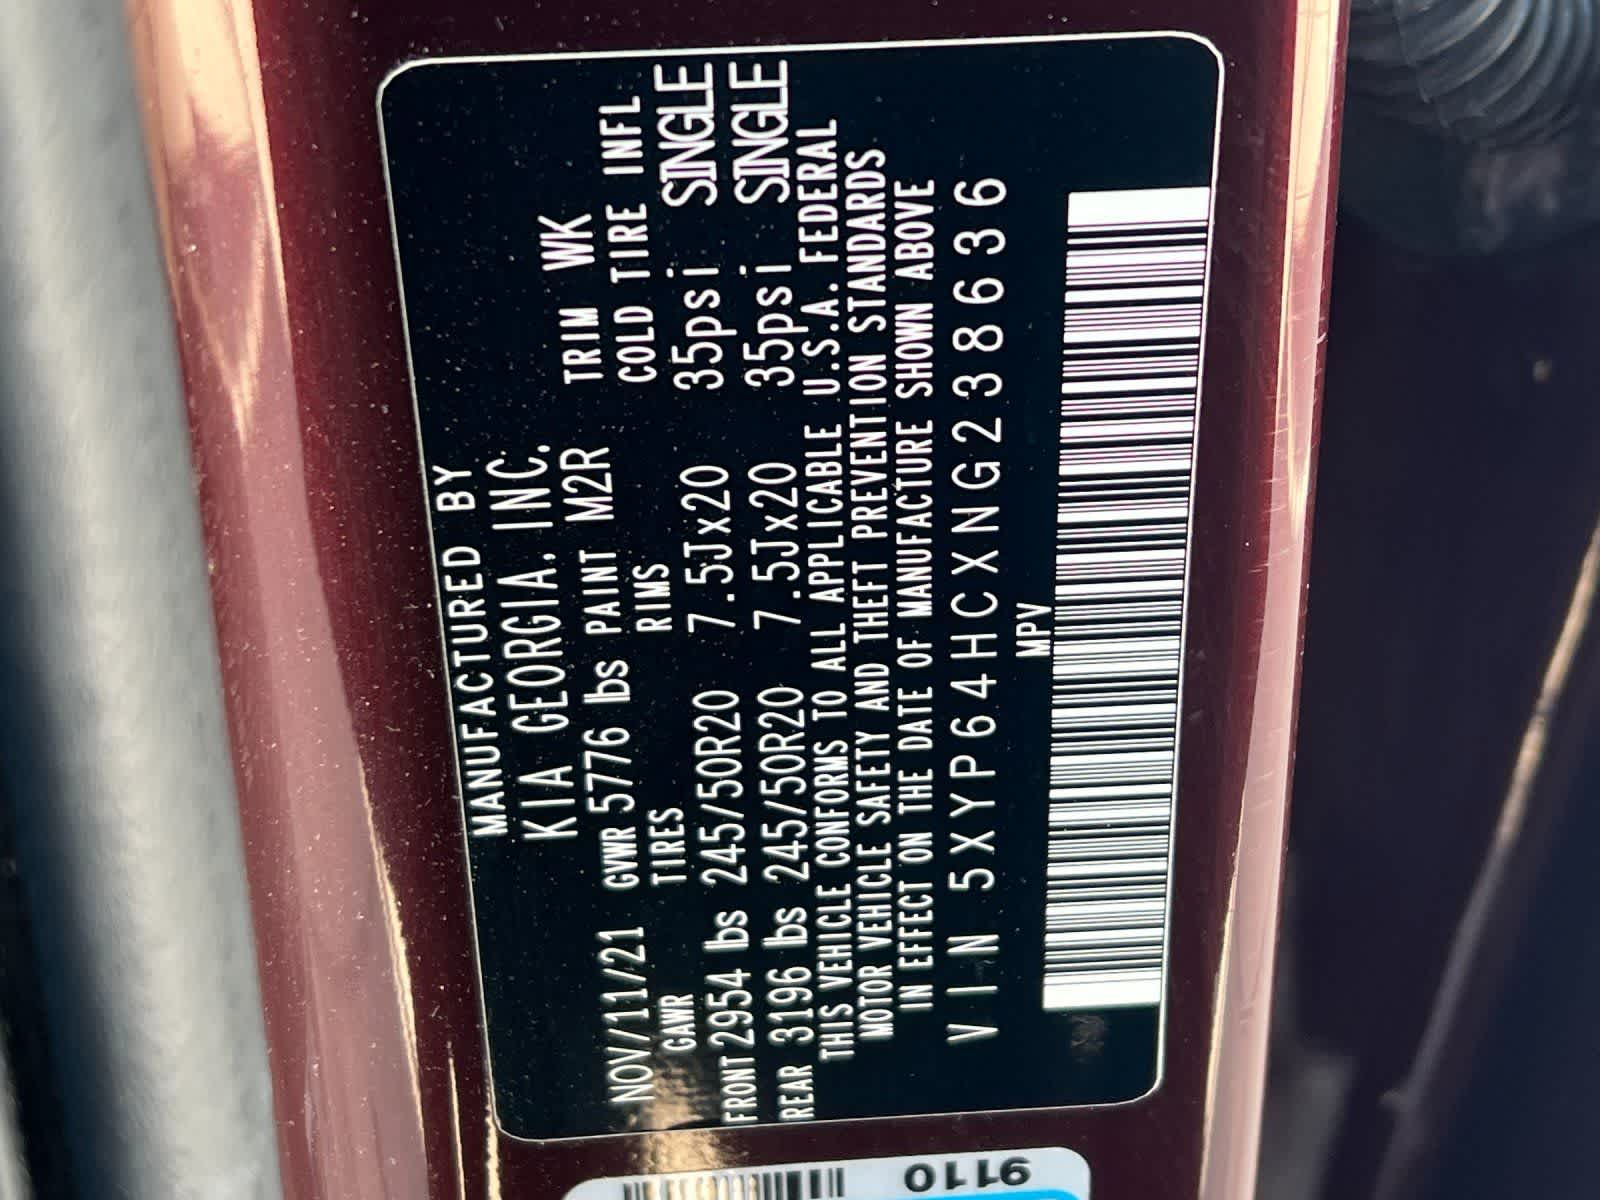 MANUFACTURED BY
KIA GEORGIA. INC.
NOV/11/21 GVWR 5776 lbs PAINT M2R TRIM WK
GAWR TIRES RIMS COLD TIRE INFL
FRONT 2954 lbs 245/50R20 7.5Jx20 35psi SINGLE
REAR 3196 lbs 245/50R20 7.5Jx20 35psi SINGLE
THIS VEHICLE CONFORMS TO ALL APPLICABLE U.S.A. FEDERAL
MOTOR VEHICLE SAFETY AND THEFT PREVENTION STANDARDS
IN EFFECT ON THE DATE OF MANUFACTURE SHOWN ABOVE
VIN 5XYP64HCXNG238636
MPV
9110